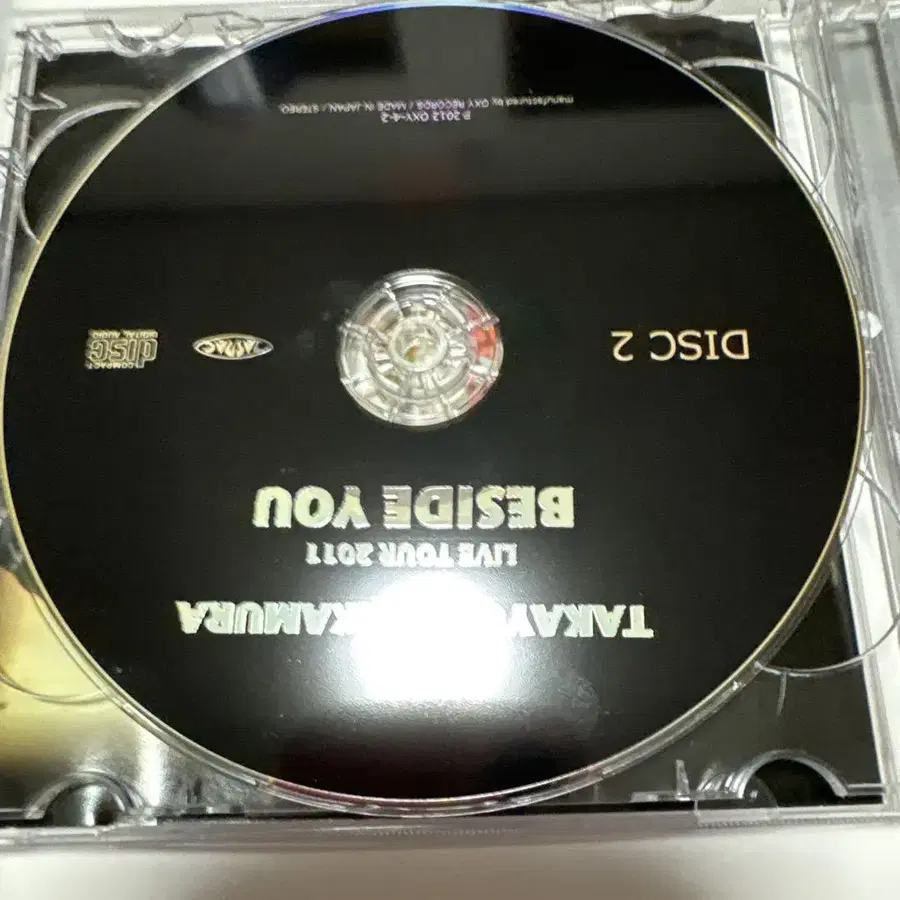 LIVE TOUR 2011
BESIDE YOU
DISC 2
JASRAC
COMPACT
disc
DIGITAL AUDIO
P 2012 OXY-4-2
manufactured by OXY RECORDS / MADE IN JAPAN / STEREO